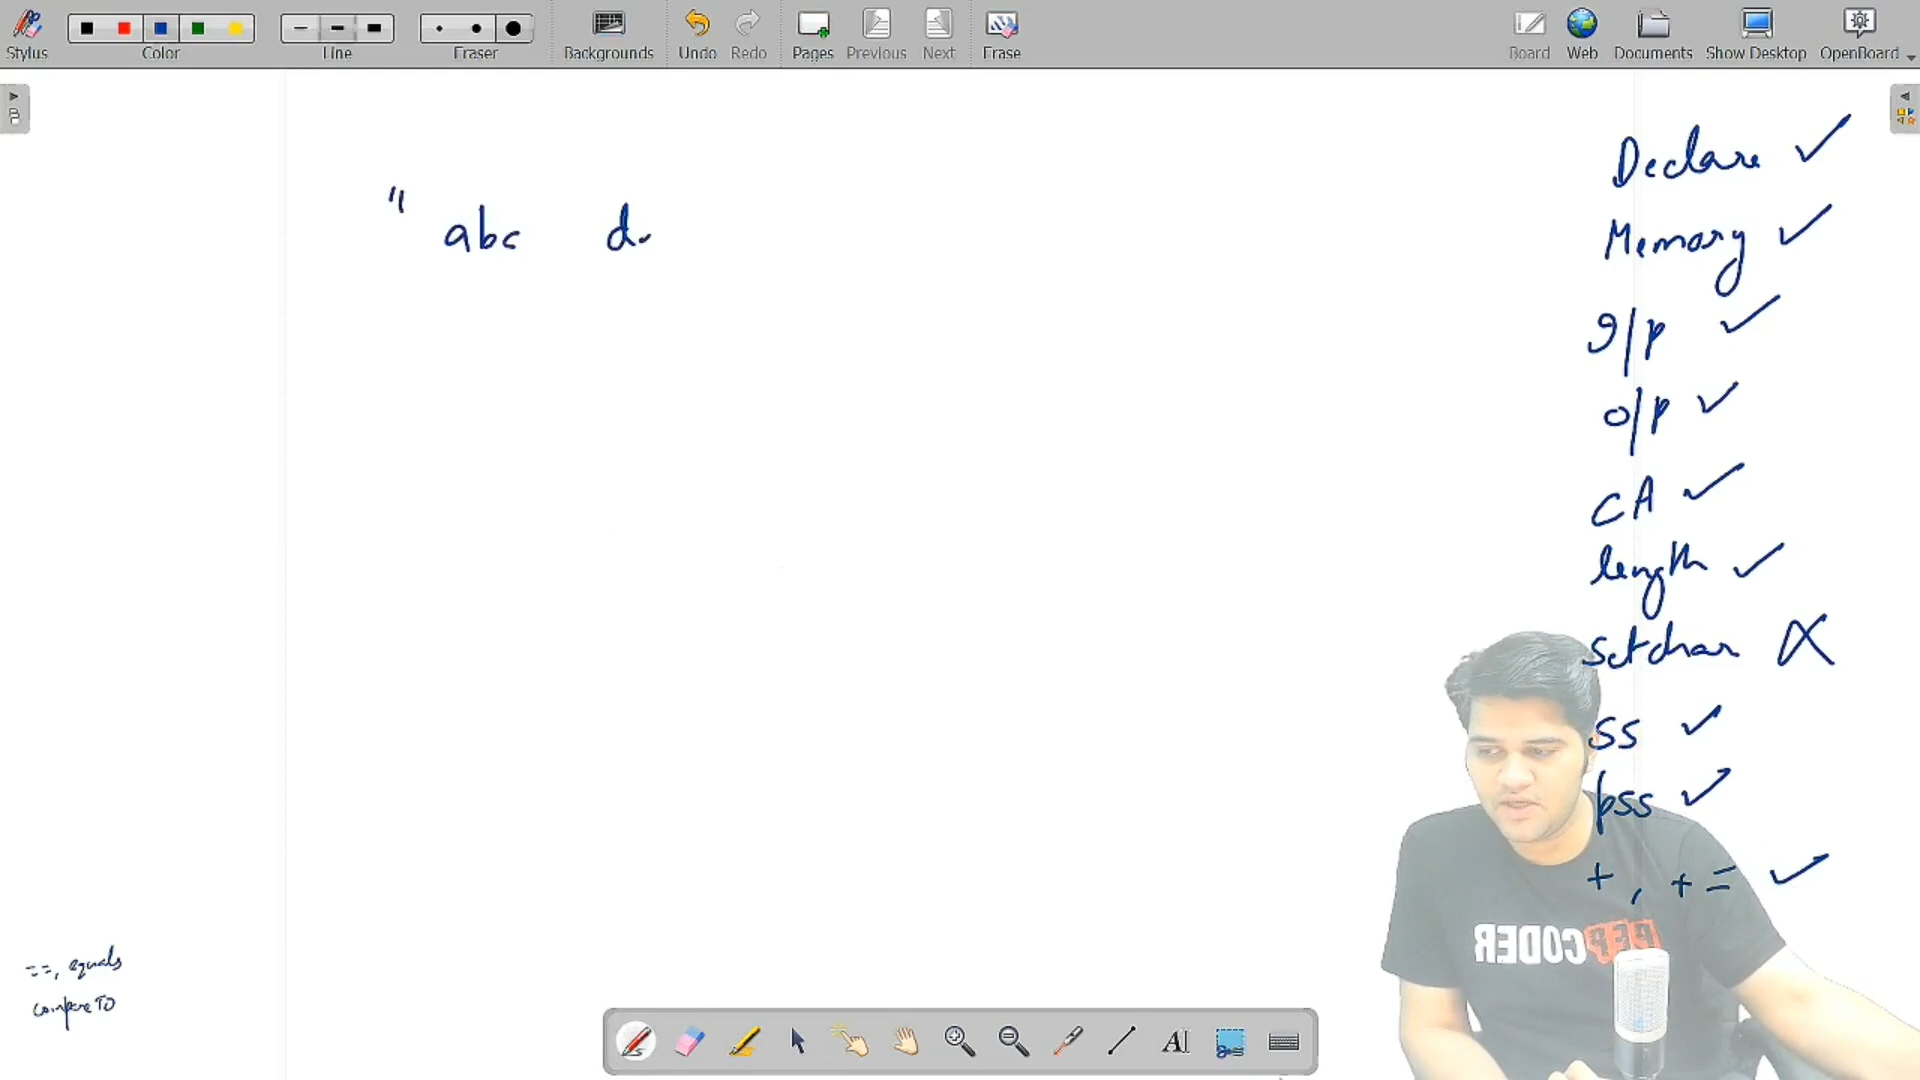 Stylus
Color
Line
Eraser
Backgrounds
Undo
Redo
Pages
Previous
Next
Erase
Board
Web
Documents
Show Desktop
OpenBoard
" abc d
Declare ✓
Memory ✓
I/p ✓
o/p ✓
CA ✓
length ✓
setchar X
ss ✓
pss ✓
+, += ✓
==, equals
compareTo
PEPCODER